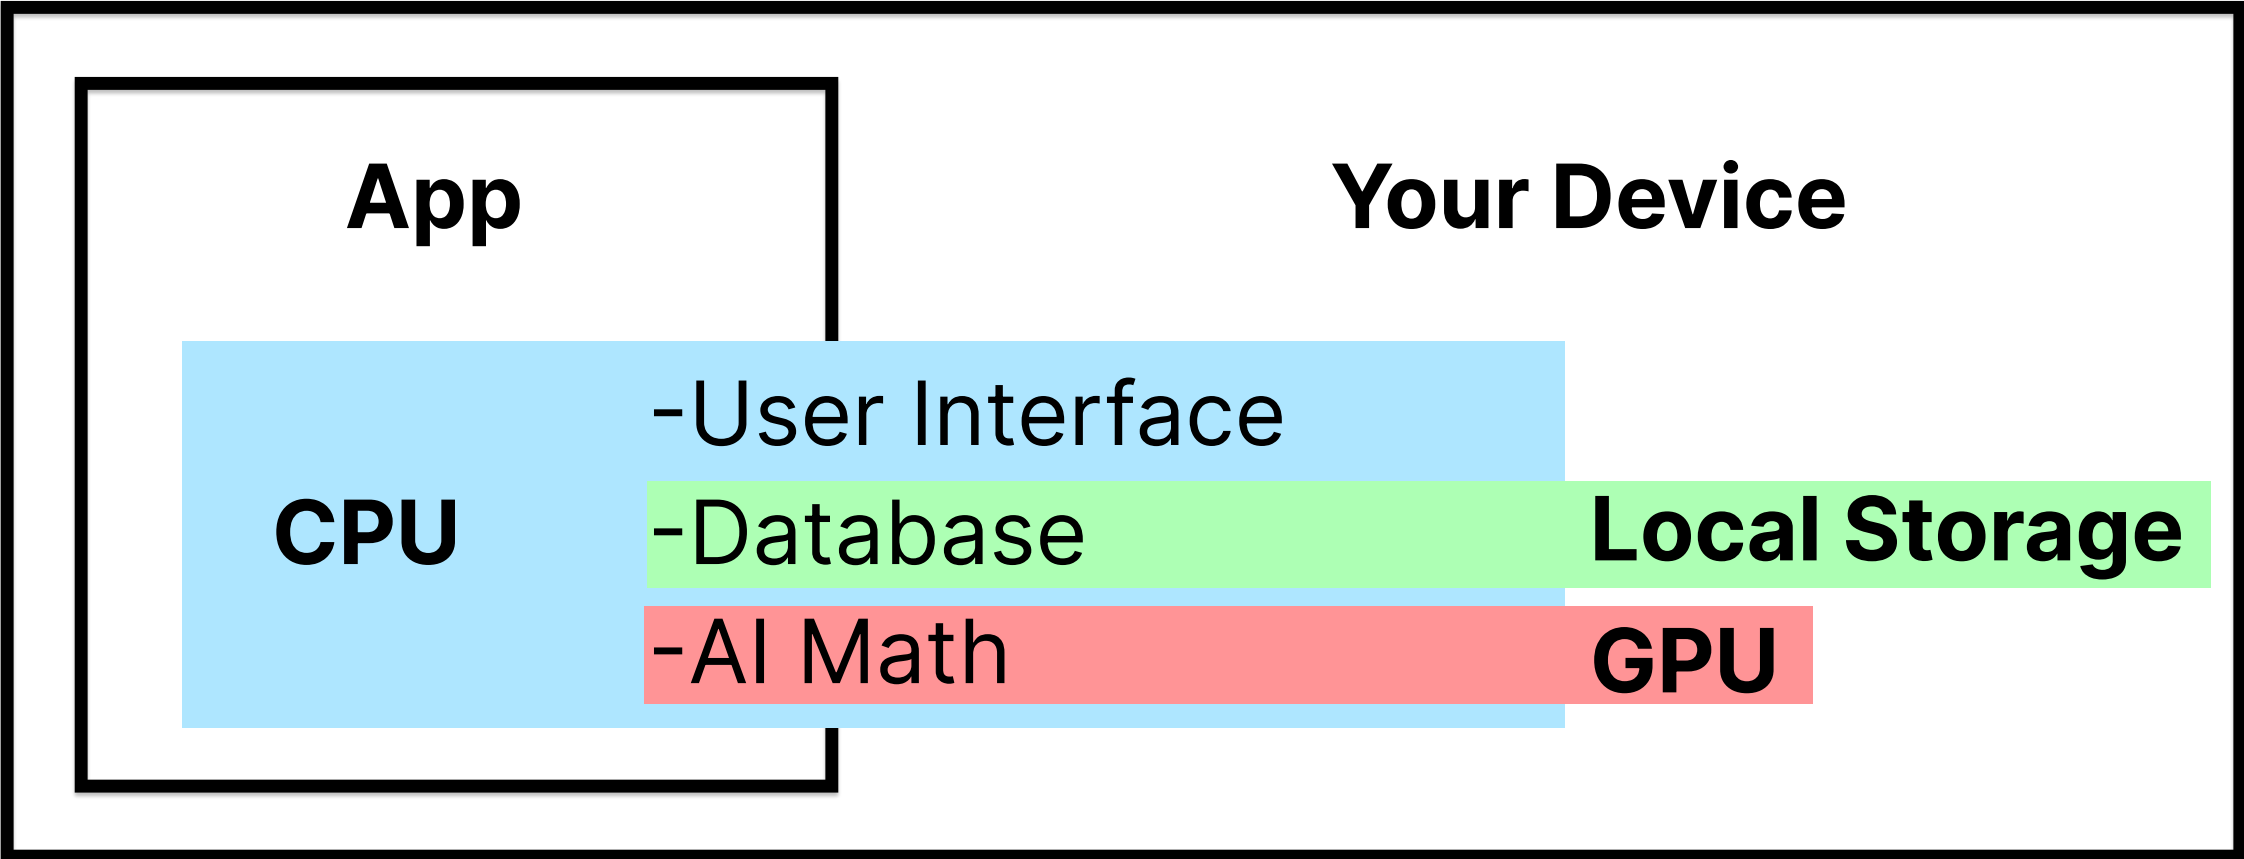 App
Your Device
-User Interface
CPU
-Database
Local Storage
-AI Math
GPU